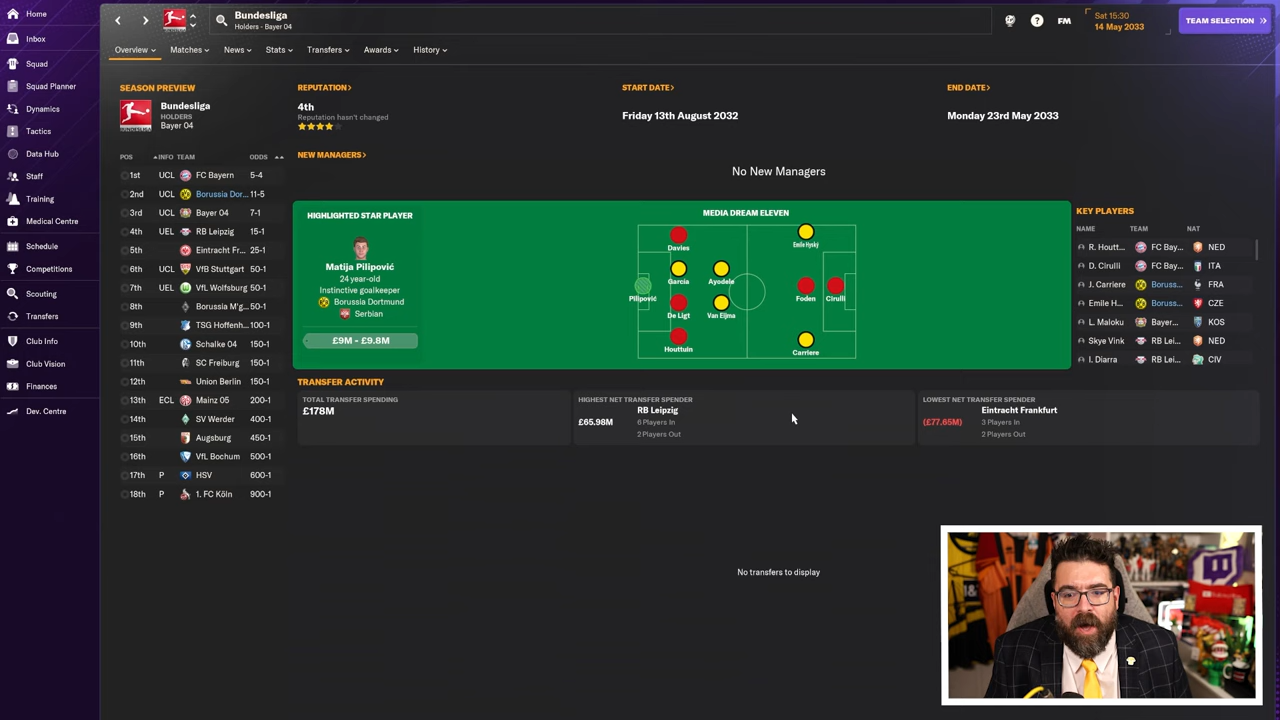 Home
Inbox
Squad
Squad Planner
Dynamics
Tactics
Data Hub
Staff
Training
Medical Centre
Schedule
Competitions
Scouting
Transfers
Club Info
Club Vision
Finances
Dev. Centre
Bundesliga
Holders - Bayer 04
FM
Sat 15:30
14 May 2033
TEAM SELECTION
Overview Matches News Stats Transfers Awards History
SEASON PREVIEW
Bundesliga
HOLDERS
Bayer 04
POS INFO TEAM ODDS
1st UCL FC Bayern 5-4
2nd UCL Borussia Dor... 11-5
3rd UCL Bayer 04 7-1
4th UEL RB Leipzig 15-1
5th Eintracht Fr... 25-1
6th UCL VfB Stuttgart 50-1
7th UEL VfL Wolfsburg 50-1
8th Borussia M'g... 50-1
9th TSG Hoffenh... 100-1
10th Schalke 04 150-1
11th SC Freiburg 150-1
12th Union Berlin 150-1
13th ECL Mainz 05 200-1
14th SV Werder 400-1
15th Augsburg 450-1
16th VfL Bochum 500-1
17th P HSV 600-1
18th P 1. FC Köln 900-1
REPUTATION
4th
Reputation hasn't changed
START DATE
Friday 13th August 2032
END DATE
Monday 23rd May 2033
NEW MANAGERS
No New Managers
HIGHLIGHTED STAR PLAYER
Matija Pilipović
24 year-old
Instinctive goalkeeper
Borussia Dortmund
Serbian
£9M - £9.8M
MEDIA DREAM ELEVEN
Davies
Emile Hyský
Garcia
Ayodele
Pilipović
De Ligt
Van Eijma
Foden
Cirulli
Houttuin
Carriere
KEY PLAYERS
NAME TEAM NAT
R. Houtt... FC Bay... NED
D. Cirulli FC Bay... ITA
J. Carriere Boruss... FRA
Emile H... Boruss... CZE
L. Maloku Bayer... KOS
Skye Vink RB Lei... NED
I. Diarra RB Lei... CIV
TRANSFER ACTIVITY
TOTAL TRANSFER SPENDING
£178M
HIGHEST NET TRANSFER SPENDER
RB Leipzig
£65.98M
6 Players In
2 Players Out
LOWEST NET TRANSFER SPENDER
Eintracht Frankfurt
(£77.65M)
3 Players In
2 Players Out
No transfers to display